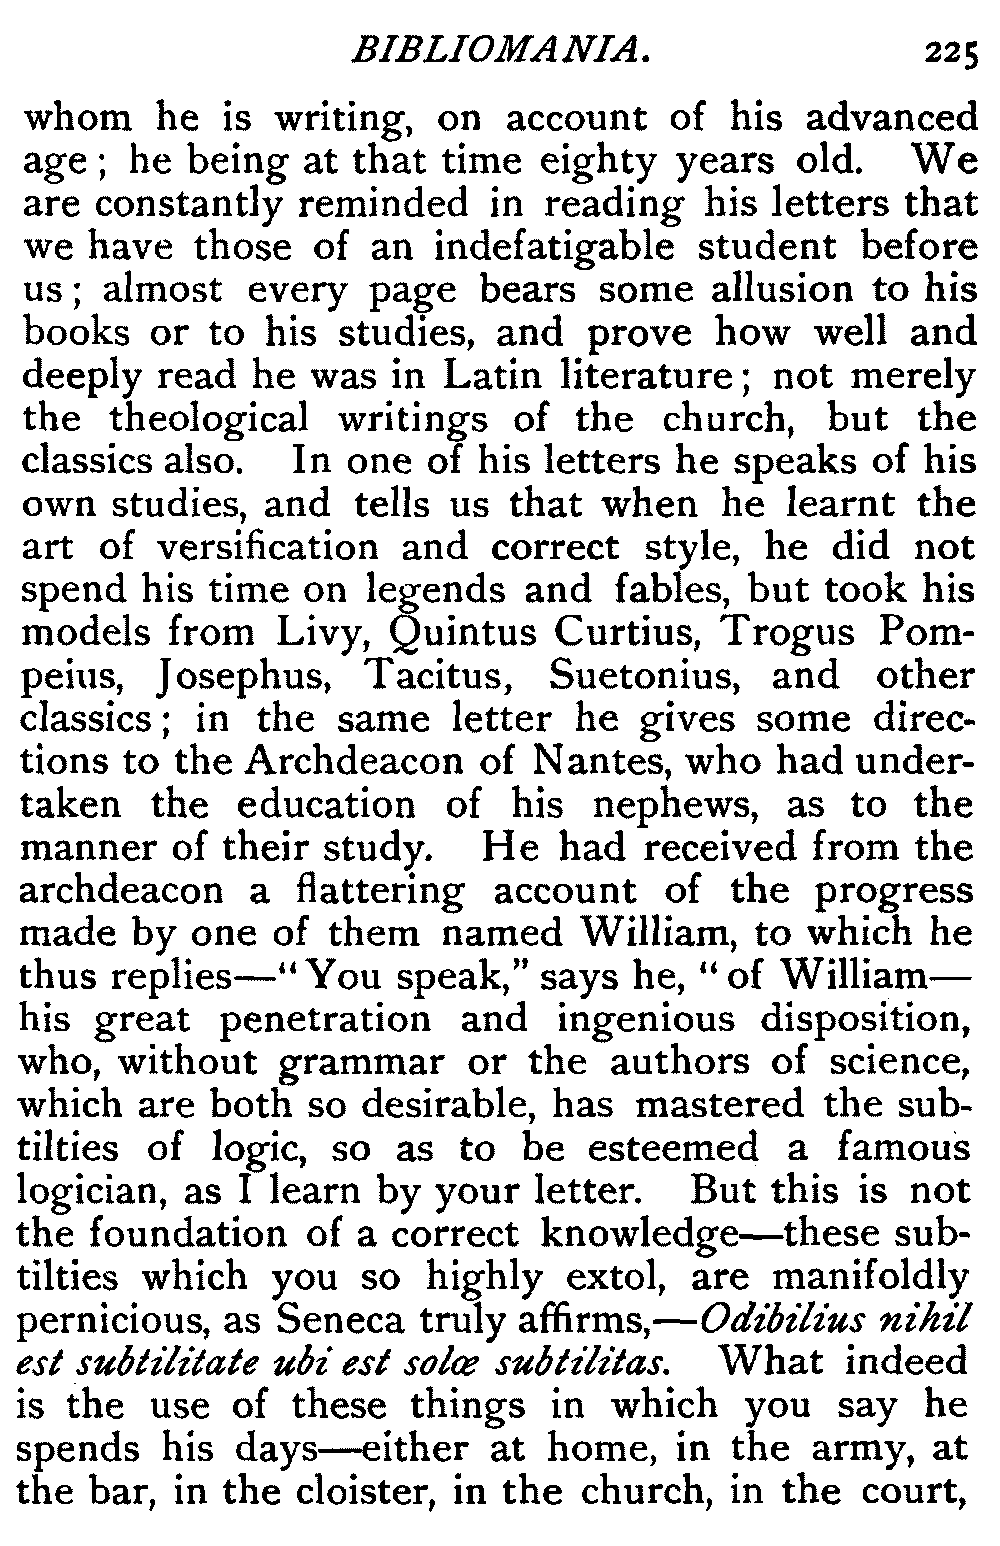 BIBLIOMANIA. 225
whom he is writing, on account of his advanced
age ; he being at that time eighty years old. We
are constantly reminded in reading his letters that
we have those of an indefatigable student before
us ; almost every page bears some allusion to his
books or to his studies, and prove how well and
deeply read he was in Latin literature ; not merely
the theological writings of the church, but the
classics also. In one of his letters he speaks of his
own studies, and tells us that when he learnt the
art of versification and correct style, he did not
spend his time on legends and fables, but took his
models from Livy, Quintus Curtius, Trogus Pom-
peius, Josephus, Tacitus, Suetonius, and other
classics ; in the same letter he gives some direc-
tions to the Archdeacon of Nantes, who had under-
taken the education of his nephews, as to the
manner of their study. He had received from the
archdeacon a flattering account of the progress
made by one of them named William, to which he
thus replies—“ You speak,” says he, “ of William—
his great penetration and ingenious disposition,
who, without grammar or the authors of science,
which are both so desirable, has mastered the sub-
tilties of logic, so as to be esteemed a famous
logician, as I learn by your letter. But this is not
the foundation of a correct knowledge—these sub-
tilties which you so highly extol, are manifoldly
pernicious, as Seneca truly affirms,—Odibilius nihil
est subtilitate ubi est solœ subtilitas. What indeed
is the use of these things in which you say he
spends his days—either at home, in the army, at
the bar, in the cloister, in the church, in the court,